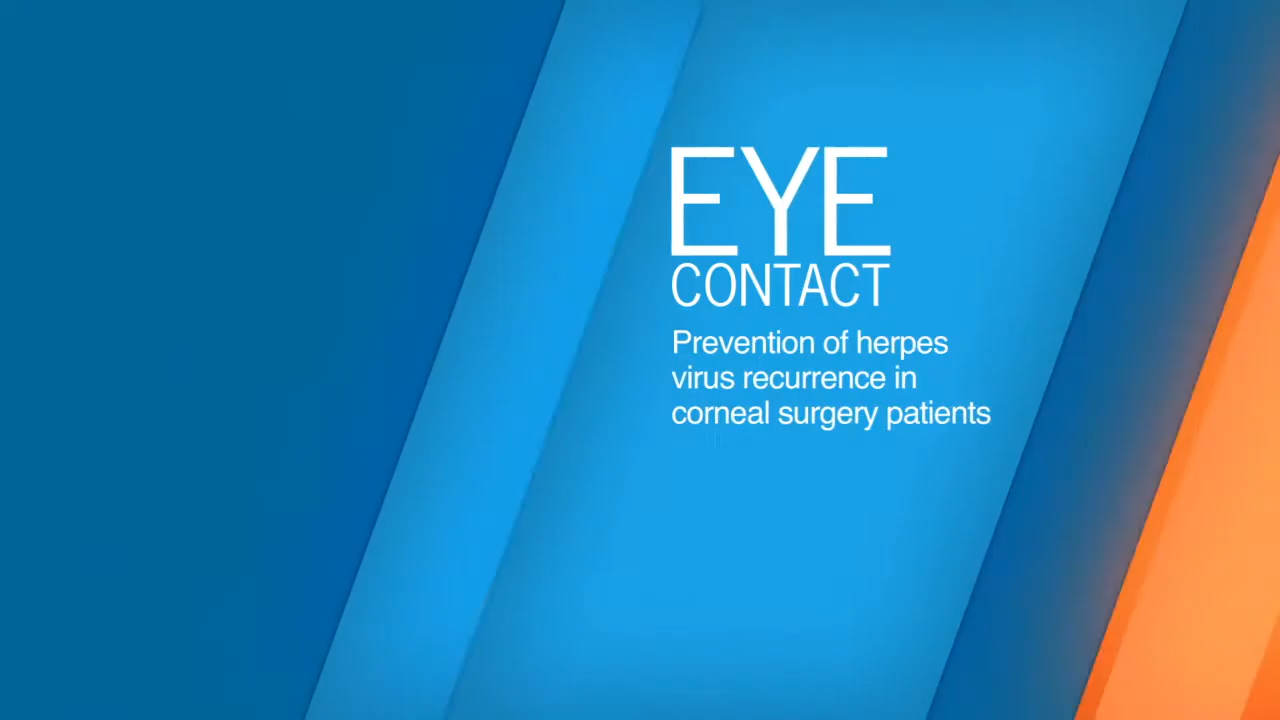 EYE
CONTACT
Prevention of herpes
virus recurrence in
corneal surgery patients